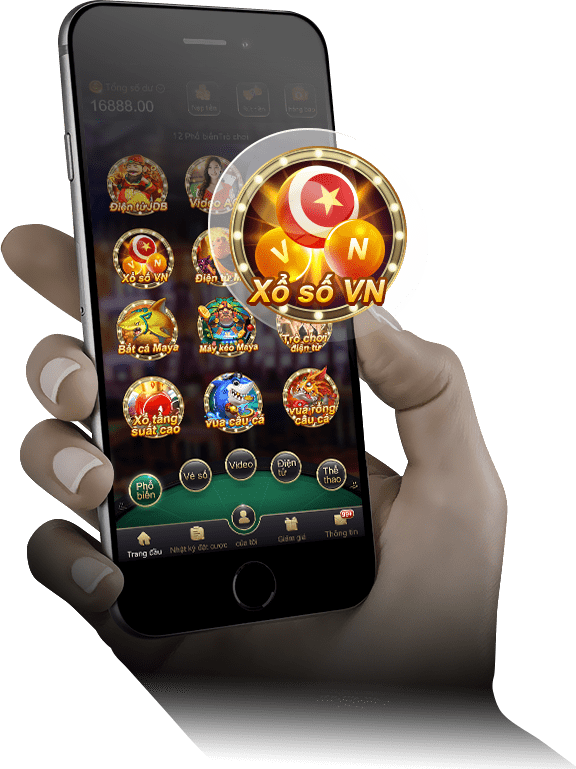 Tổng số dư
16888.00
12 Phổ biến
Điện tử JDB
Video A
V
N
Xổ số VN
V
N
Xổ số VN
Điện tử
Bắt cá Maya
Máy kéo Maya
Trò chơi
điện tử
Xổ tầng
suất cao
vua câu cá
vua rồng
câu cá
Phổ
biến
Vé số
Video
Điện
tử
Thể
thao
Trang đầu
Nhật ký đặt cược
của tôi
Giảm giá
Thông tin